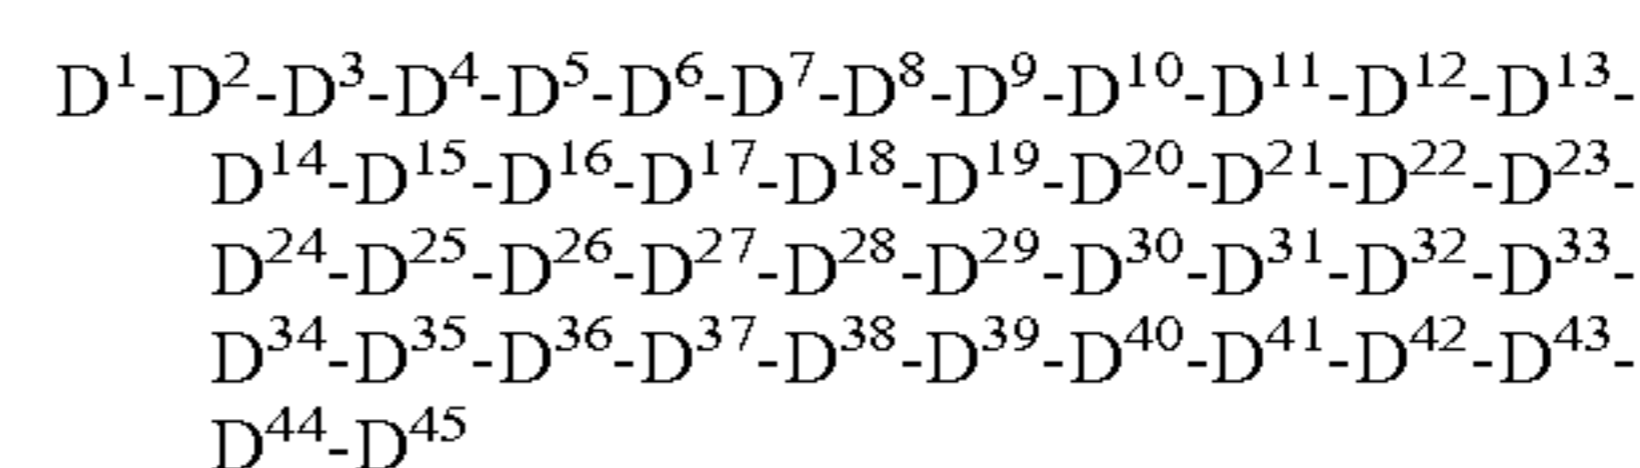 D¹-D²-D³-D⁴-D⁵-D⁶-D⁷-D⁸-D⁹-D¹⁰-D¹¹-D¹²-D¹³-
D¹⁴-D¹⁵-D¹⁶-D¹⁷-D¹⁸-D¹⁹-D²⁰-D²¹-D²²-D²³-
D²⁴-D²⁵-D²⁶-D²⁷-D²⁸-D²⁹-D³⁰-D³¹-D³²-D³³-
D³⁴-D³⁵-D³⁶-D³⁷-D³⁸-D³⁹-D⁴⁰-D⁴¹-D⁴²-D⁴³-
D⁴⁴-D⁴⁵